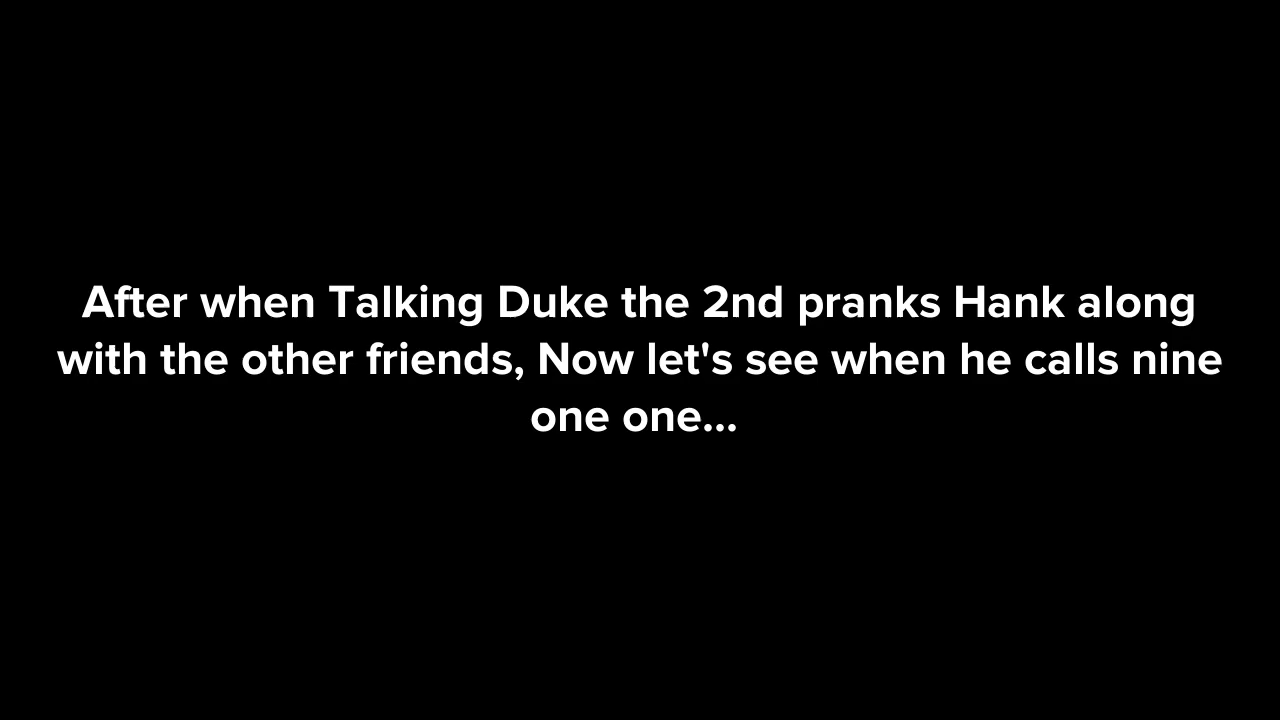 After when Talking Duke the 2nd pranks Hank along
with the other friends, Now let's see when he calls nine
one one...